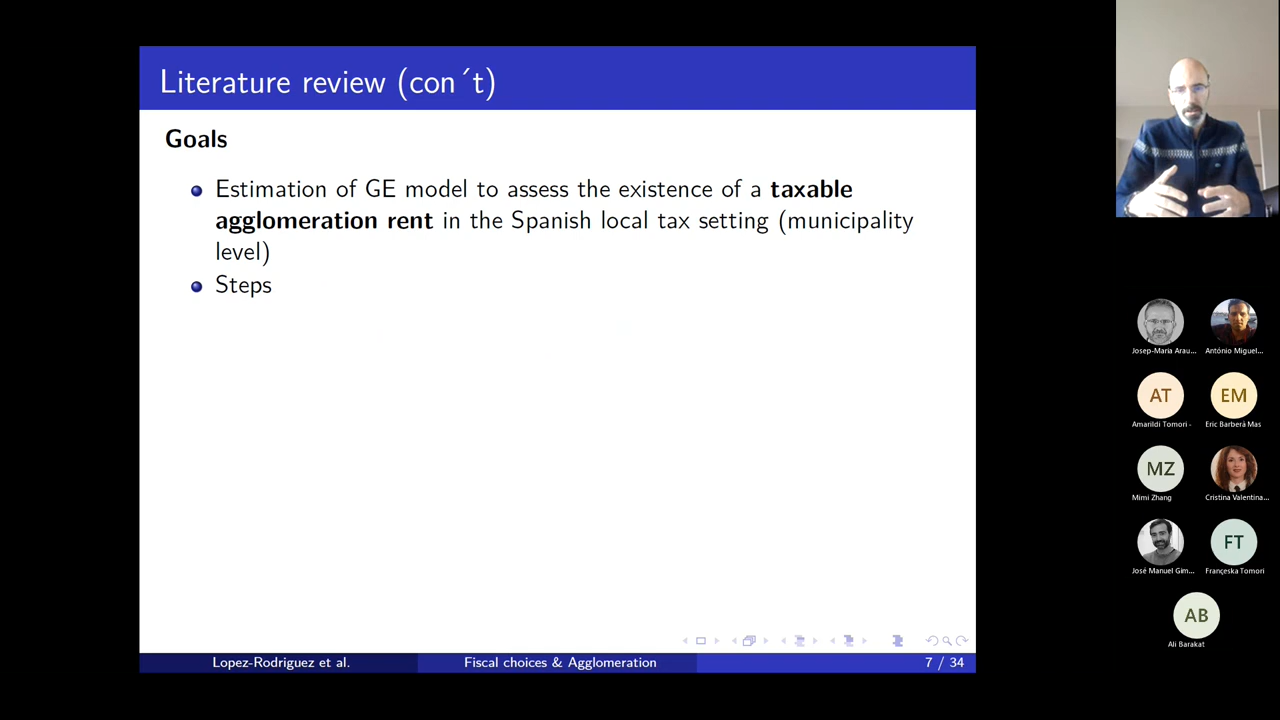 Literature review (con´t)
Goals
Estimation of GE model to assess the existence of a taxable
agglomeration rent in the Spanish local tax setting (municipality
level)
Steps
Lopez-Rodriguez et al.
Fiscal choices & Agglomeration
7 / 34
Josep-Maria Arau...
António Miguel...
AT
EM
Amarildi Tomori -
Eric Barberá Mas
MZ
Mimi Zhang
Cristina Valentina...
FT
José Manuel Gim...
Françeska Tomori
AB
Ali Barakat